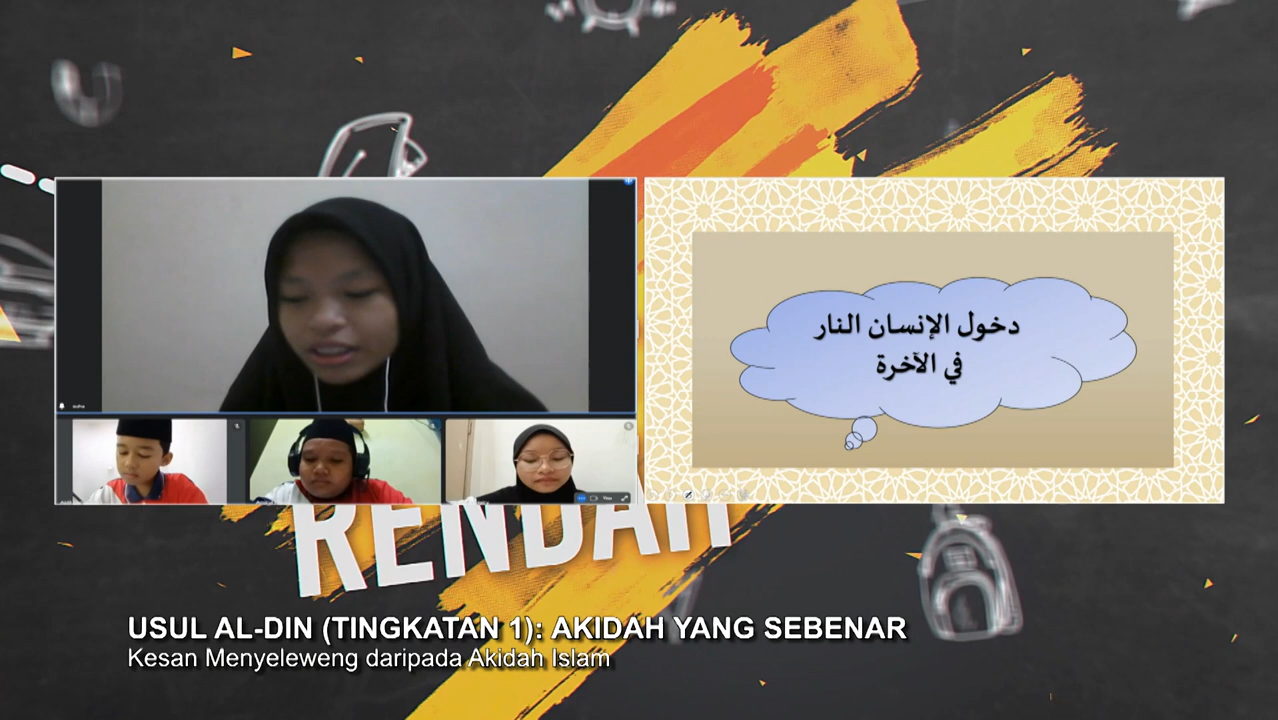 دخول الإنسان النار
في الآخرة
RENDAH
USUL AL-DIN (TINGKATAN 1): AKIDAH YANG SEBENAR
Kesan Menyeleweng daripada Akidah Islam